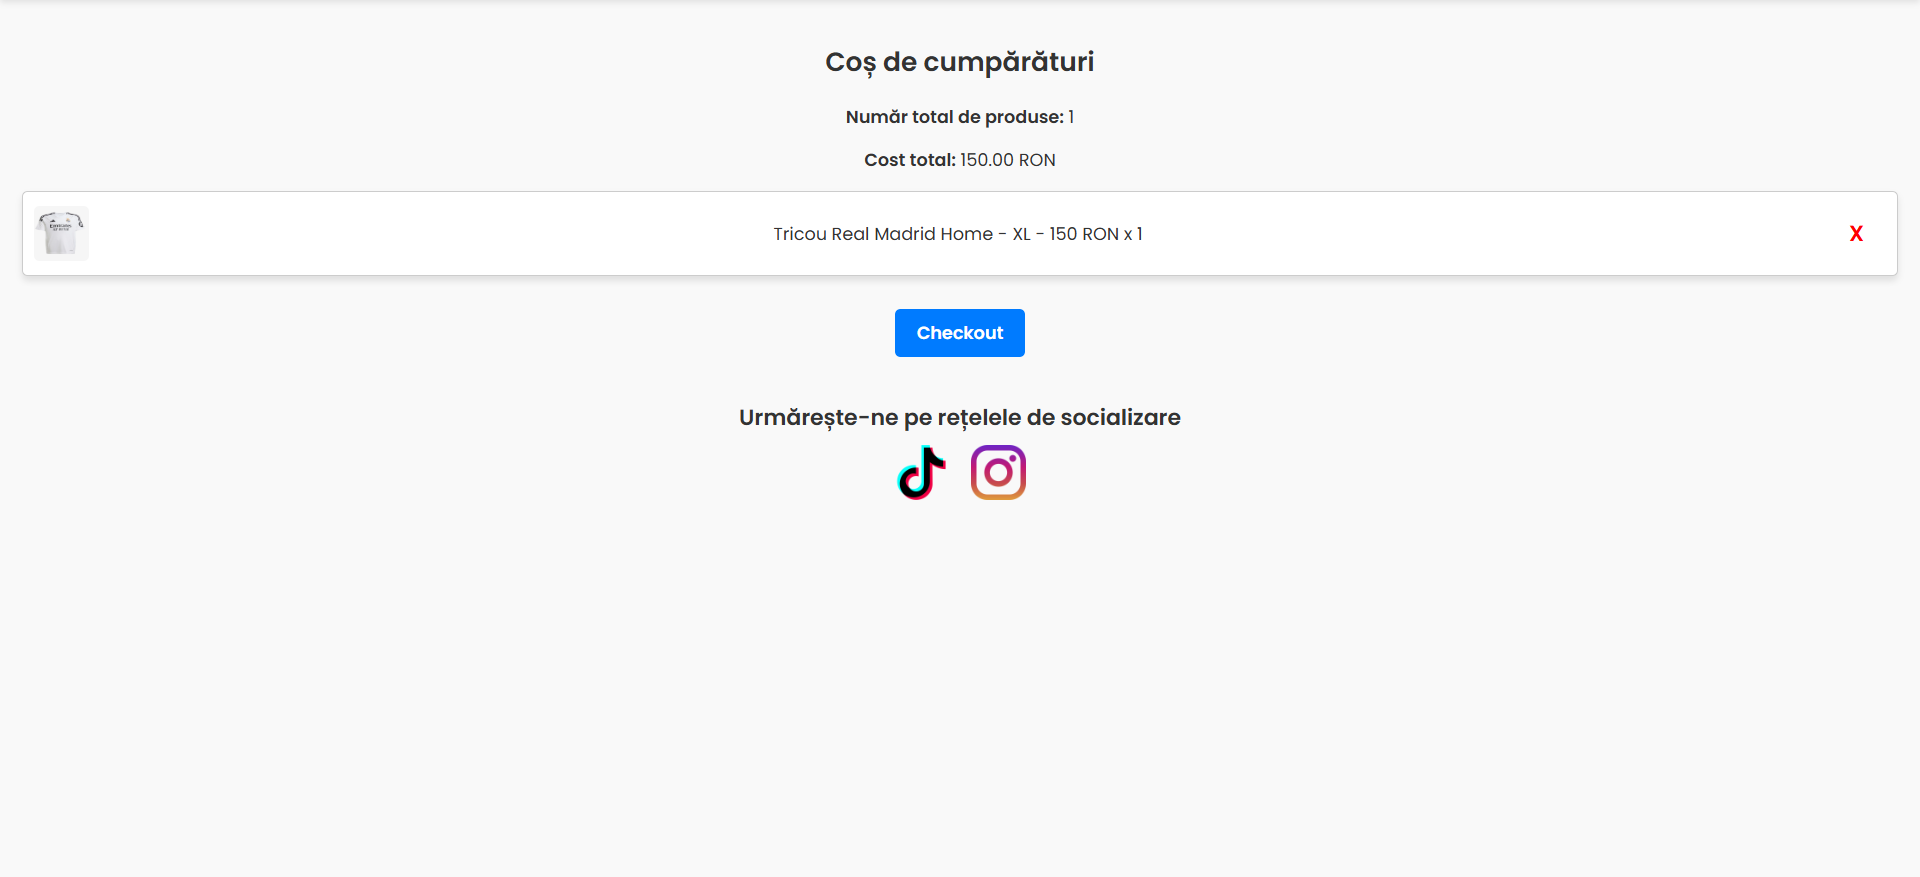 Coș de cumpărături
Număr total de produse: 1
Cost total: 150.00 RON
Tricou Real Madrid Home - XL - 150 RON x 1
X
Checkout
Urmărește-ne pe rețelele de socializare